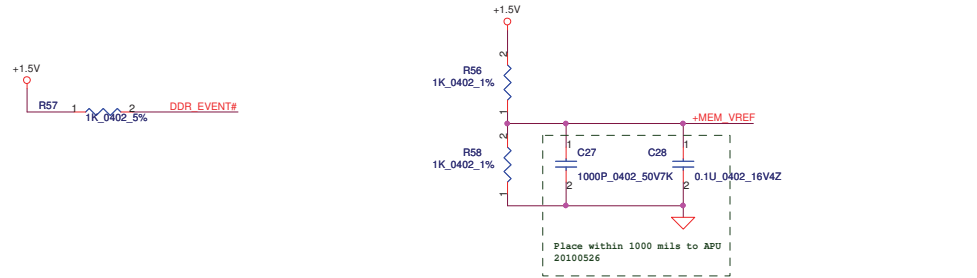 +1.5V
R57
1
2
DDR_EVENT#
1K_0402_5%
+1.5V
2
R56
1K_0402_1%
1
+MEM_VREF
2
R58
1K_0402_1%
1
1
C27
1000P_0402_50V7K
2
1
C28
0.1U_0402_16V4Z
2
Place within 1000 mils to APU
20100526